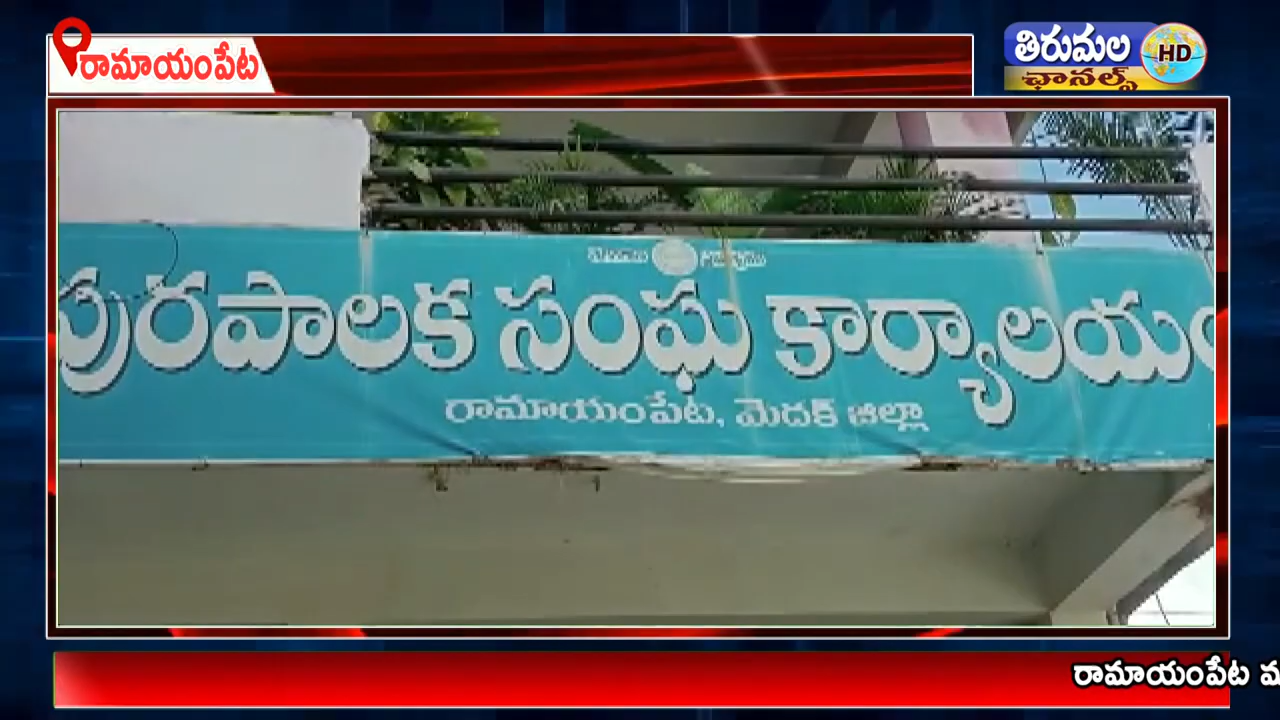 రామాయంపేట
తిరుమల
ఛానల్స్
HD
పురపాలక సంఘ కార్యాలయం
రామాయంపేట, మెదక్ జిల్లా
రామాయంపేట